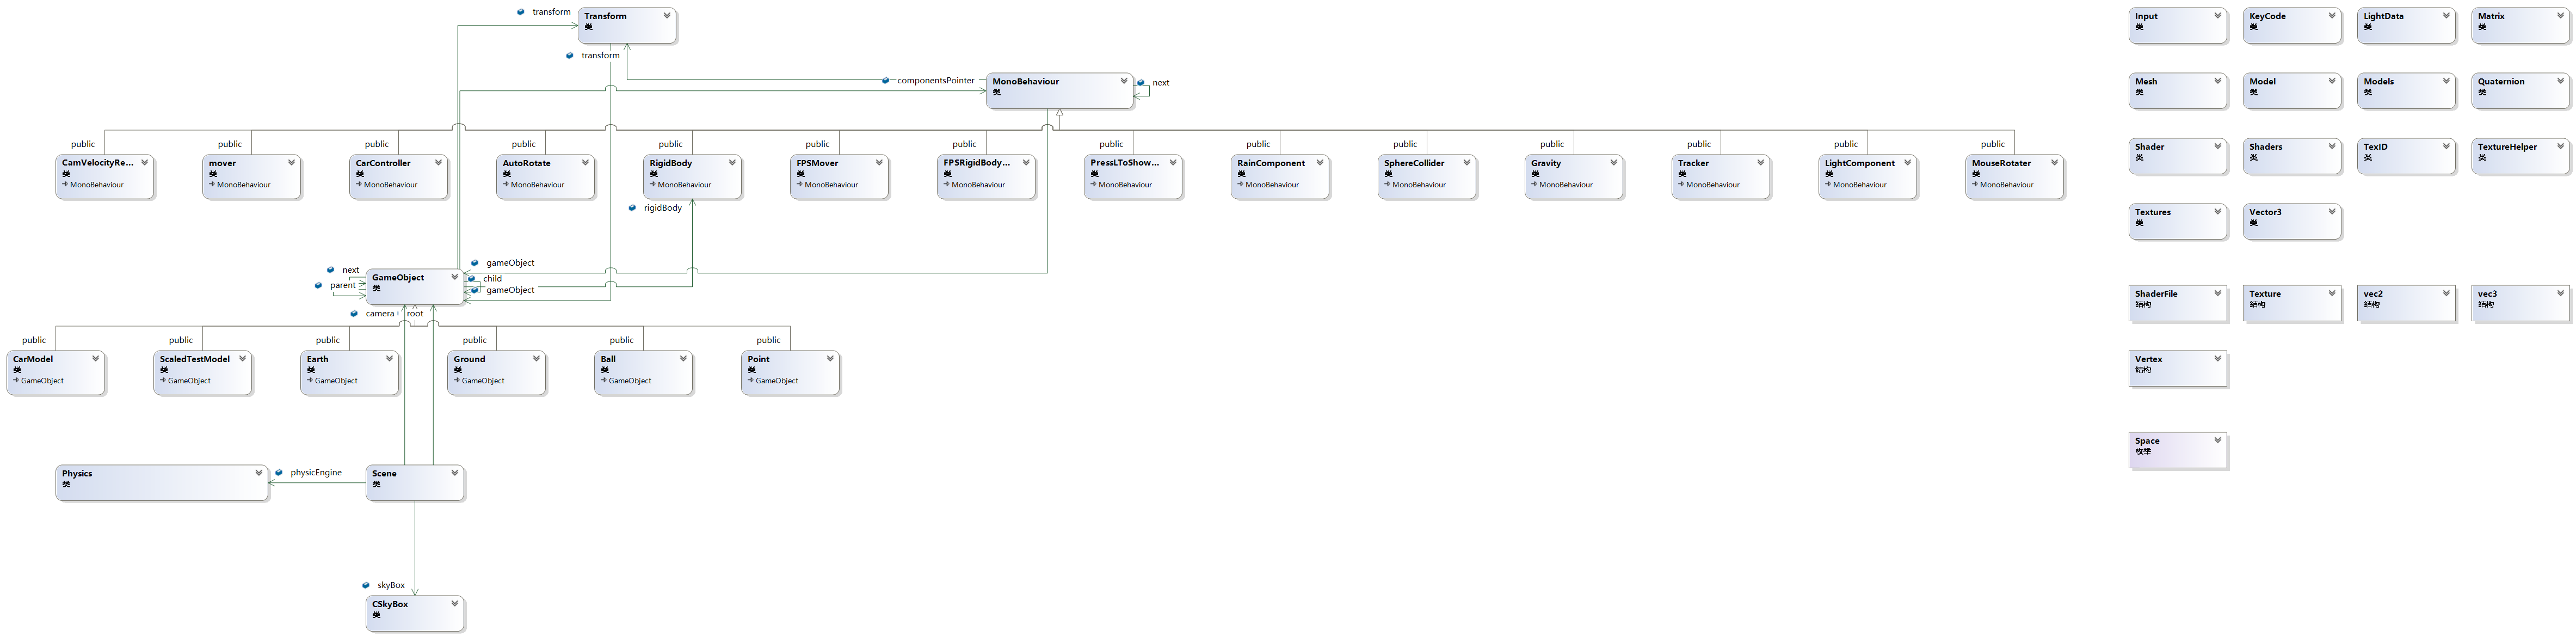 transform
Transform
类
transform
componentsPointer
MonoBehaviour
类
next
public
public
public
public
public
public
public
public
public
public
public
public
public
public
CamVelocityRe...
类
MonoBehaviour
mover
类
MonoBehaviour
CarController
类
MonoBehaviour
AutoRotate
类
MonoBehaviour
RigidBody
类
MonoBehaviour
FPSMover
类
MonoBehaviour
FPSRigidBody...
类
MonoBehaviour
PressLToShow...
类
MonoBehaviour
RainComponent
类
MonoBehaviour
SphereCollider
类
MonoBehaviour
Gravity
类
MonoBehaviour
Tracker
类
MonoBehaviour
LightComponent
类
MonoBehaviour
MouseRotater
类
MonoBehaviour
rigidBody
gameObject
next
child
parent
gameObject
GameObject
类
camera
root
public
public
public
public
public
public
CarModel
类
GameObject
ScaledTestModel
类
GameObject
Earth
类
GameObject
Ground
类
GameObject
Ball
类
GameObject
Point
类
GameObject
Physics
类
physicEngine
Scene
类
skyBox
CSkyBox
类
Input
类
KeyCode
类
LightData
类
Matrix
类
Mesh
类
Model
类
Models
类
Quaternion
类
Shader
类
Shaders
类
TexID
类
TextureHelper
类
Textures
类
Vector3
类
ShaderFile
结构
Texture
结构
vec2
结构
vec3
结构
Vertex
结构
Space
枚举